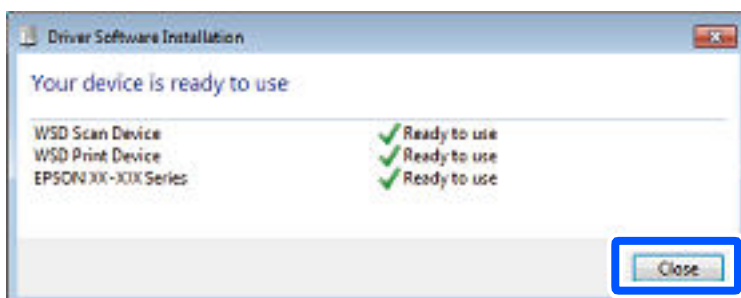 Driver Software Installation
Your device is ready to use
WSD Scan Device Ready to use
WSD Print Device Ready to use
EPSON XX-XXX Series Ready to use
Close